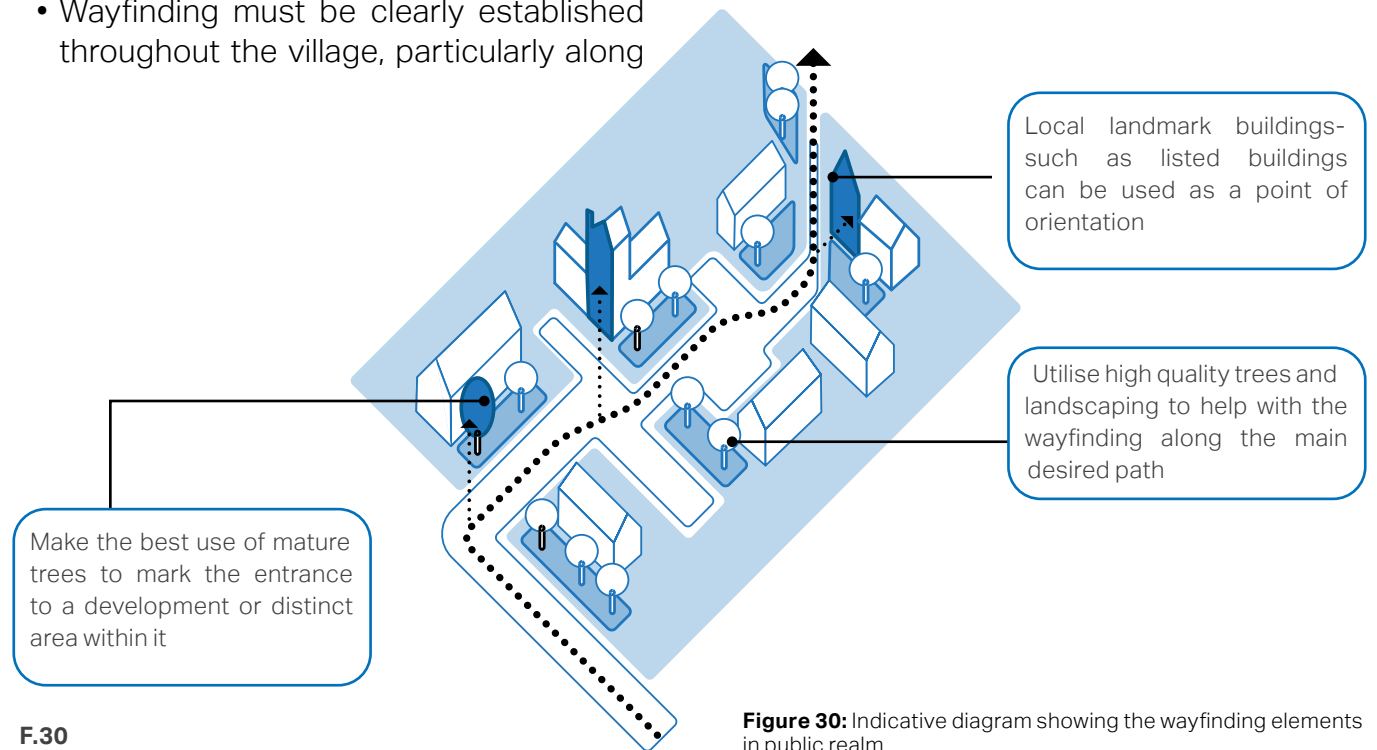 • Wayfinding must be clearly established
throughout the village, particularly along
Local landmark buildings-
such as listed buildings
can be used as a point of
orientation
Utilise high quality trees and
landscaping to help with the
wayfinding along the main
desired path
Make the best use of mature
trees to mark the entrance
to a development or distinct
area within it
F.30
Figure 30: Indicative diagram showing the wayfinding elements
in public realm